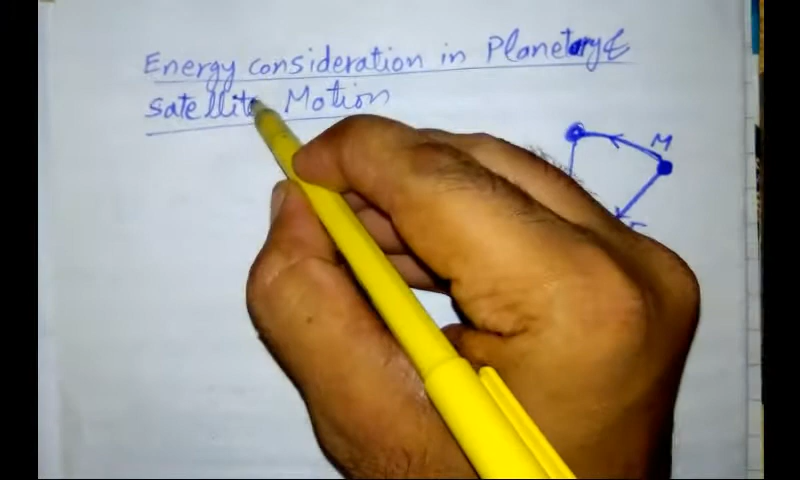 Energy consideration in Planetary &
Satellite Motion
M
F